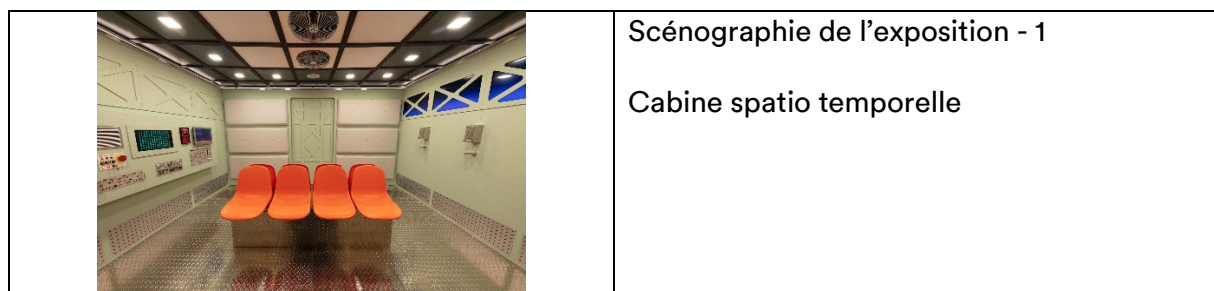 Scénographie de l’exposition - 1
Cabine spatio temporelle